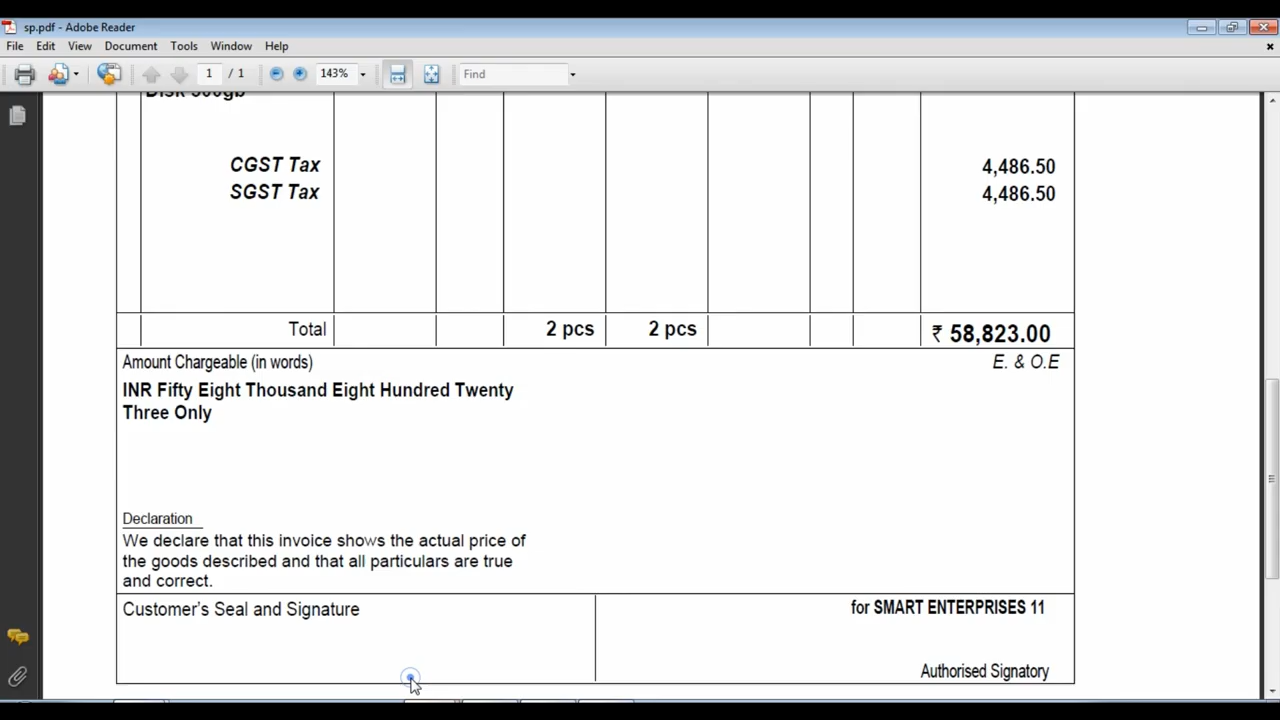 sp.pdf - Adobe Reader
File Edit View Document Tools Window Help
1 / 1 143% Find
Disk 500gb
CGST Tax 4,486.50
SGST Tax 4,486.50
Total 2 pcs 2 pcs ₹ 58,823.00
Amount Chargeable (in words) E. & O.E
INR Fifty Eight Thousand Eight Hundred Twenty
Three Only
Declaration
We declare that this invoice shows the actual price of
the goods described and that all particulars are true
and correct.
Customer's Seal and Signature for SMART ENTERPRISES 11
Authorised Signatory